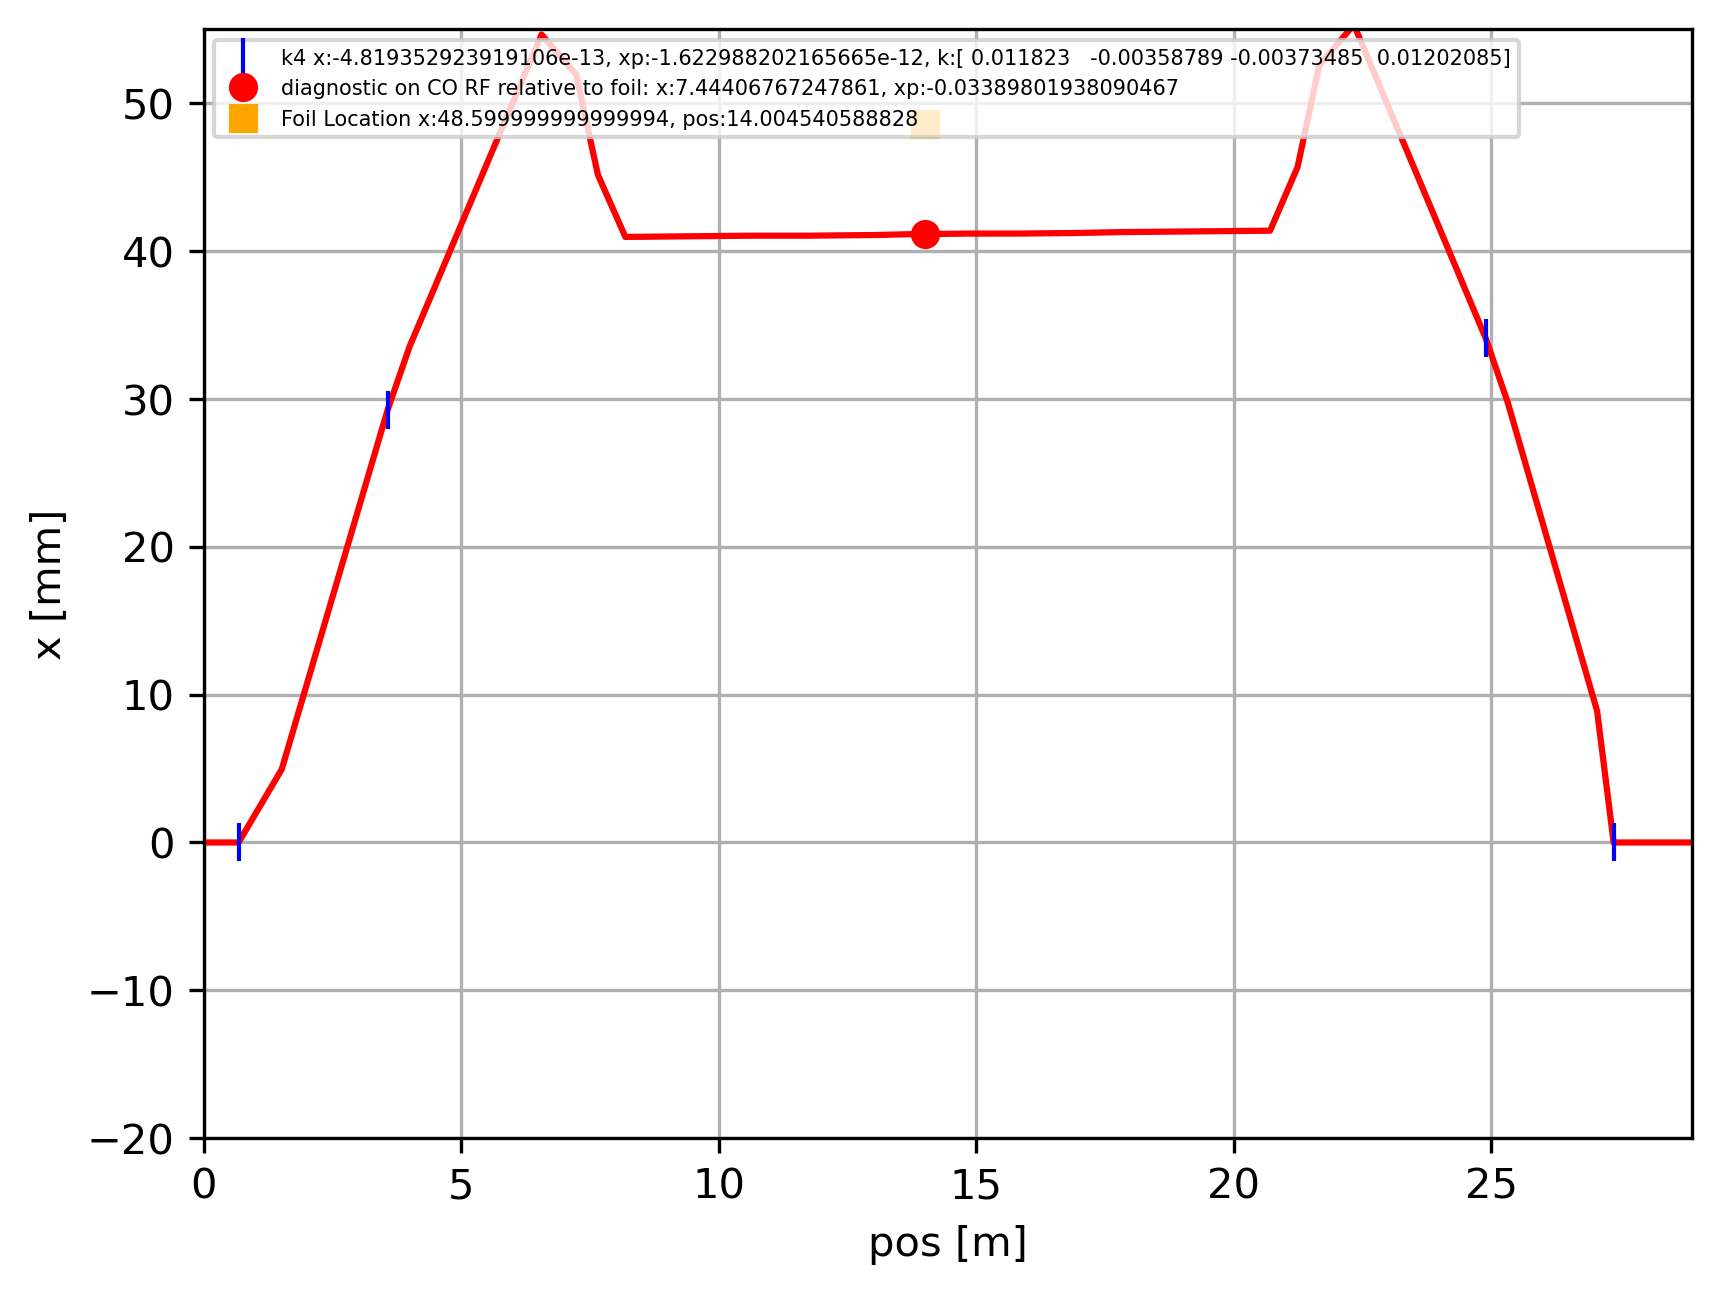 k4 x:-4.819352923919106e-13, xp:-1.622988202165665e-12, k:[ 0.011823   -0.00358789 -0.00373485  0.01202085]
diagnostic on CO RF relative to foil: x:7.44406767247861, xp:-0.03389801938090467
Foil Location x:48.599999999999994, pos:14.004540588828
50
40
30
20
10
0
−10
−20
x [mm]
0 5 10 15 20 25
pos [m]